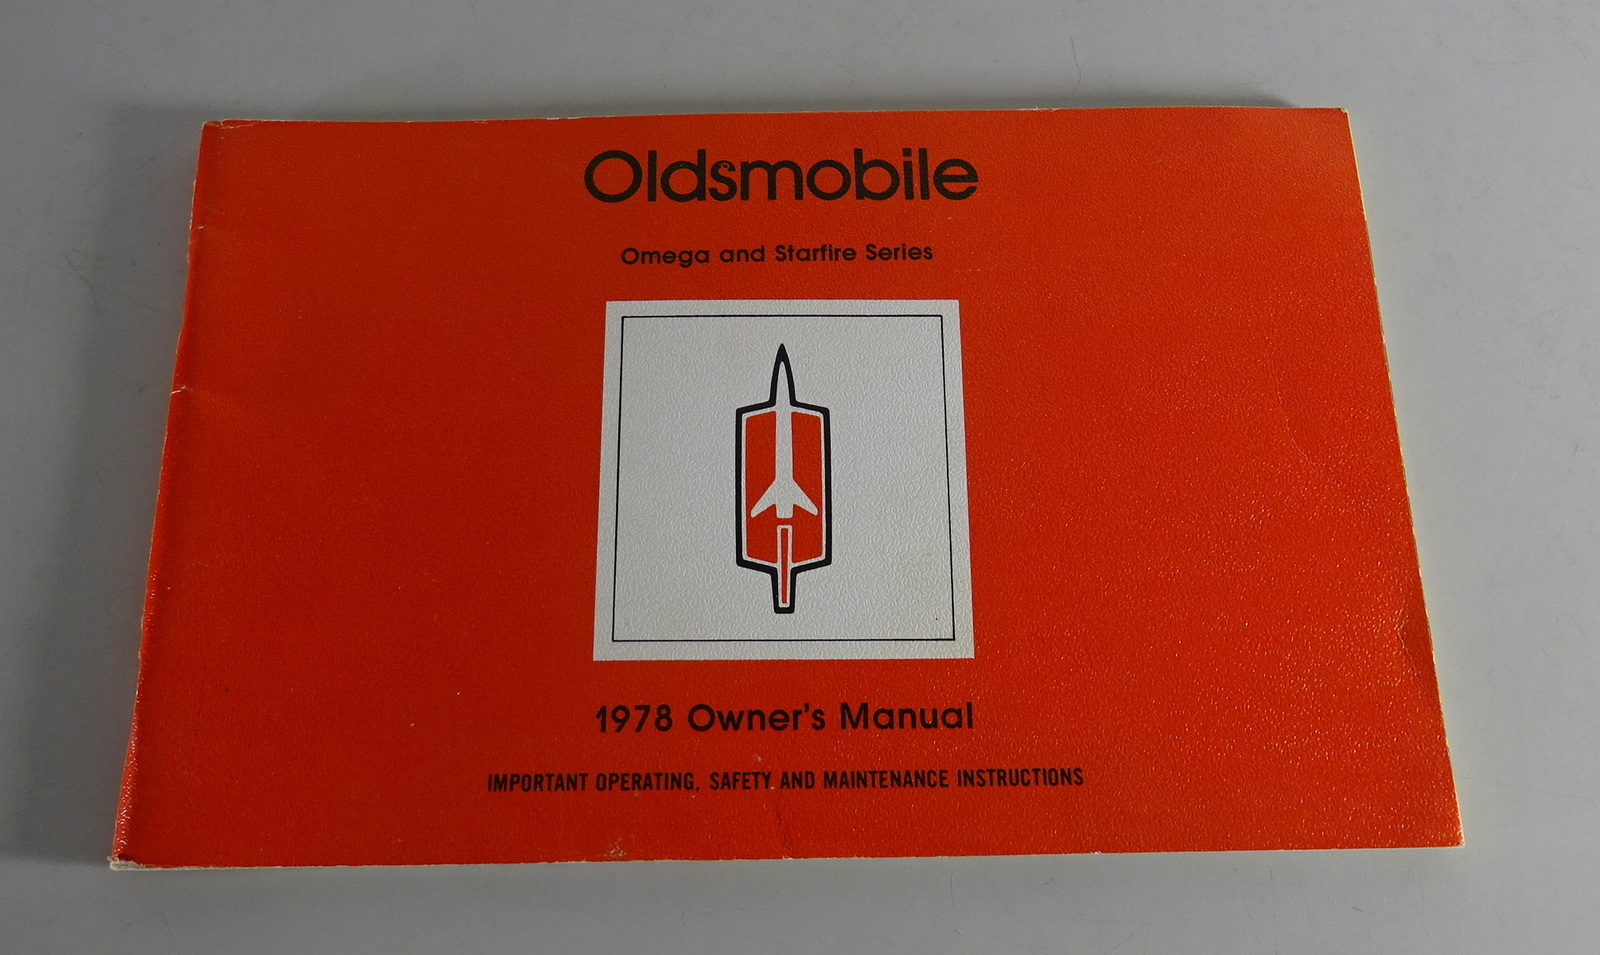 Oldsmobile
Omega and Starfire Series
1978 Owner's Manual
IMPORTANT OPERATING, SAFETY AND MAINTENANCE INSTRUCTIONS